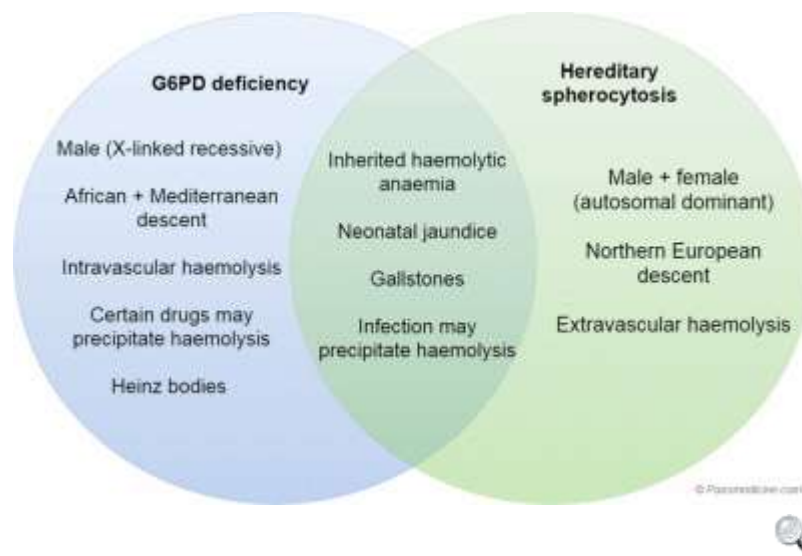 G6PD deficiency
Male (X-linked recessive)
African + Mediterranean
descent
Intravascular haemolysis
Certain drugs may
precipitate haemolysis
Heinz bodies
Inherited haemolytic
anaemia
Neonatal jaundice
Gallstones
Infection may
precipitate haemolysis
Hereditary
spherocytosis
Male + female
(autosomal dominant)
Northern European
descent
Extravascular haemolysis